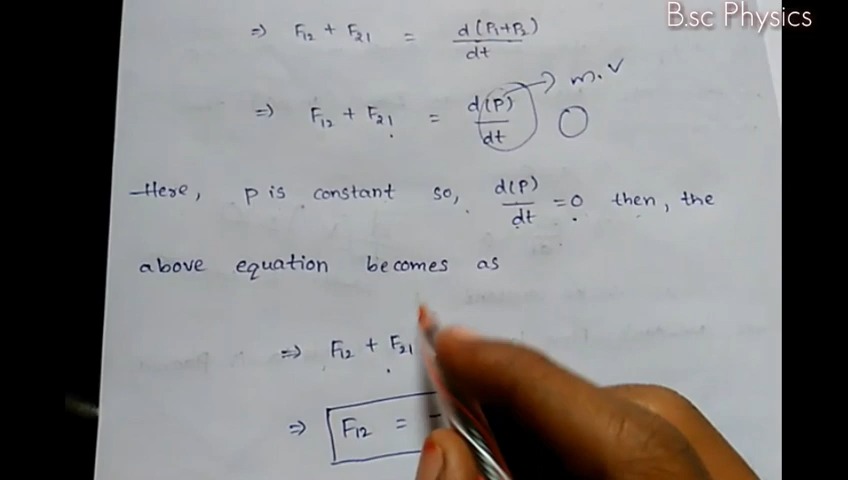 B.sc Physics
=> F12 + F21 = d(P1+P2)/dt
=> F12 + F21 = d(P)/dt → m.v
Here, P is constant so, d(P)/dt = 0 then, the
above equation becomes as
=> F12 + F21
=> F12 = -